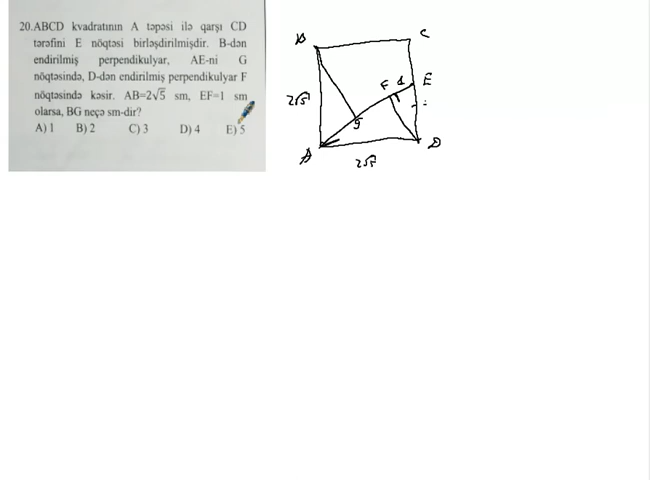 20.ABCD kvadratının A təpəsi ilə qarşı CD
tərəfini E nöqtəsi birləşdirilmişdir. B-dən
endirilmiş perpendikulyar, AE-ni G
nöqtəsində, D-dən endirilmiş perpendikulyar F
nöqtəsində kəsir. AB=2√5 sm, EF=1 sm
olarsa, BG neçə sm-dir?
A) 1 B) 2 C) 3 D) 4 E) 5
C
F 1 E
2√5
G
A D
2√5